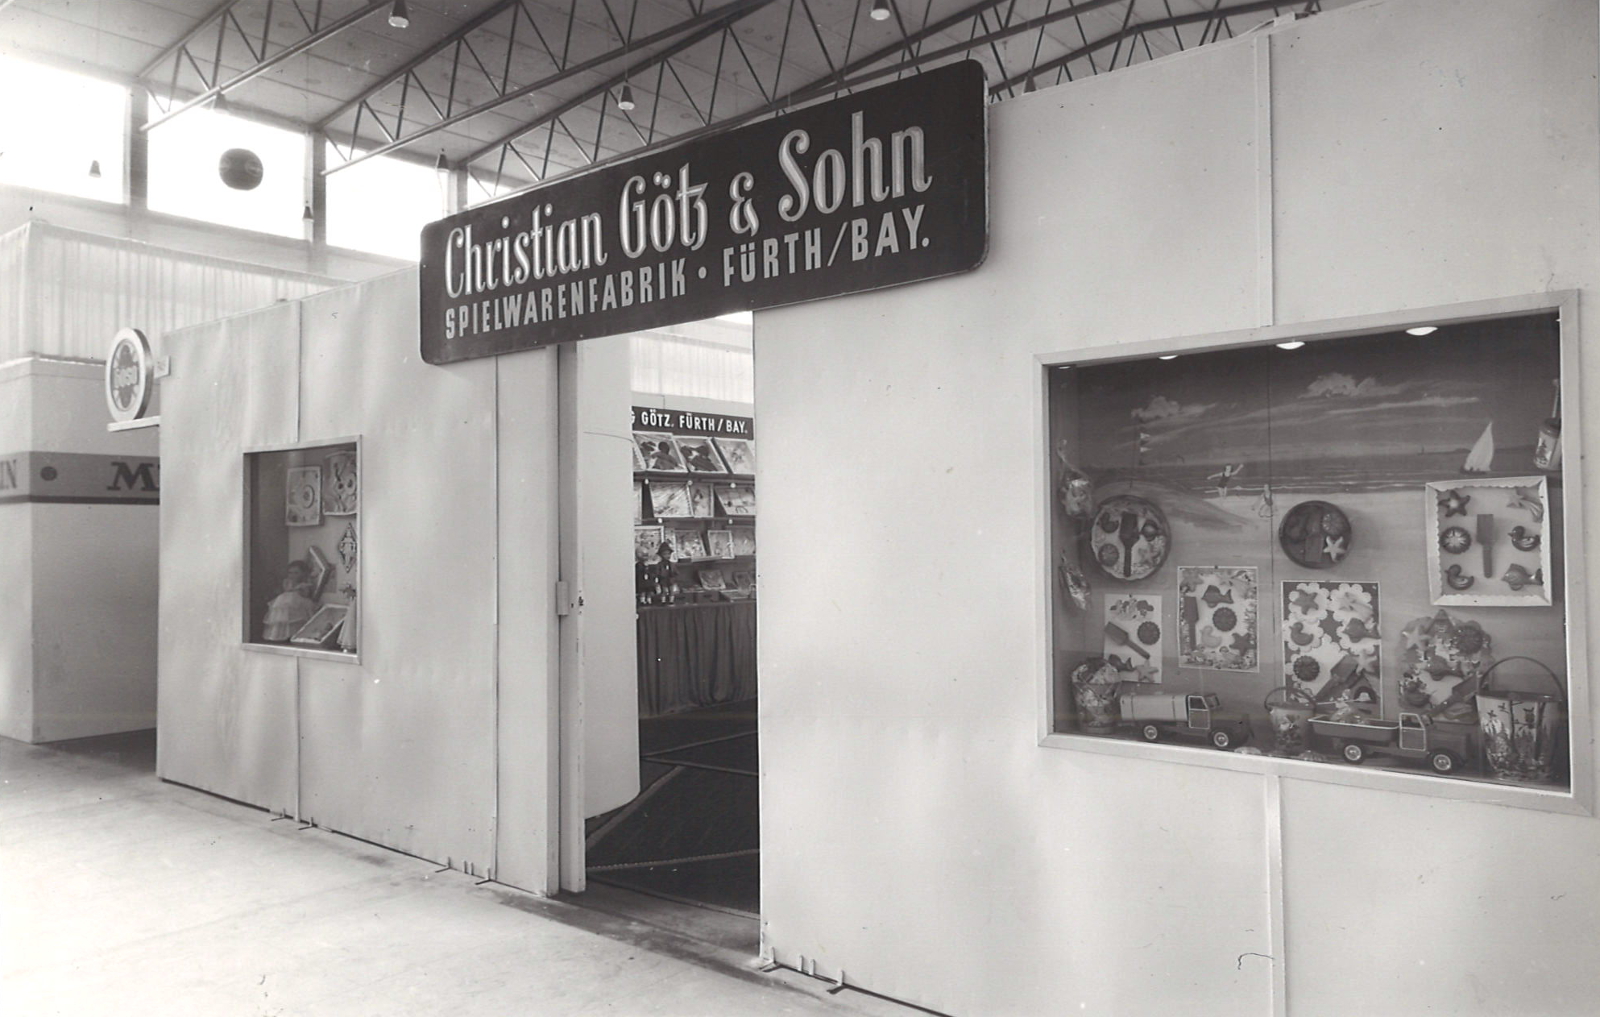 Christian Götz & Sohn
SPIELWARENFABRIK • FÜRTH/BAY.
GÖTZ. FÜRTH/BAY.